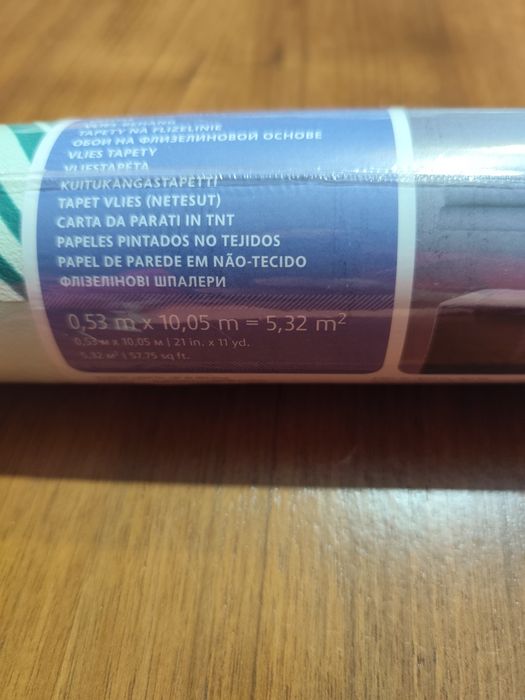 VLIES BEHANG
TAPETY NA FLIZELINIE
ОБОИ НА ФЛИЗЕЛИНОВОЙ ОСНОВЕ
VLIES TAPETY
VLIESTAPETA
KUITUKANGASTAPETTI
TAPET VLIES (NETESUT)
CARTA DA PARATI IN TNT
PAPELES PINTADOS NO TEJIDOS
PAPEL DE PAREDE EM NÃO-TECIDO
ФЛІЗЕЛІНОВІ ШПАЛЕРИ
0,53 m x 10,05 m = 5,32 m²
0,53 м x 10,05 м | 21 in. x 11 yd.
5,32 м² | 57.75 sq ft.